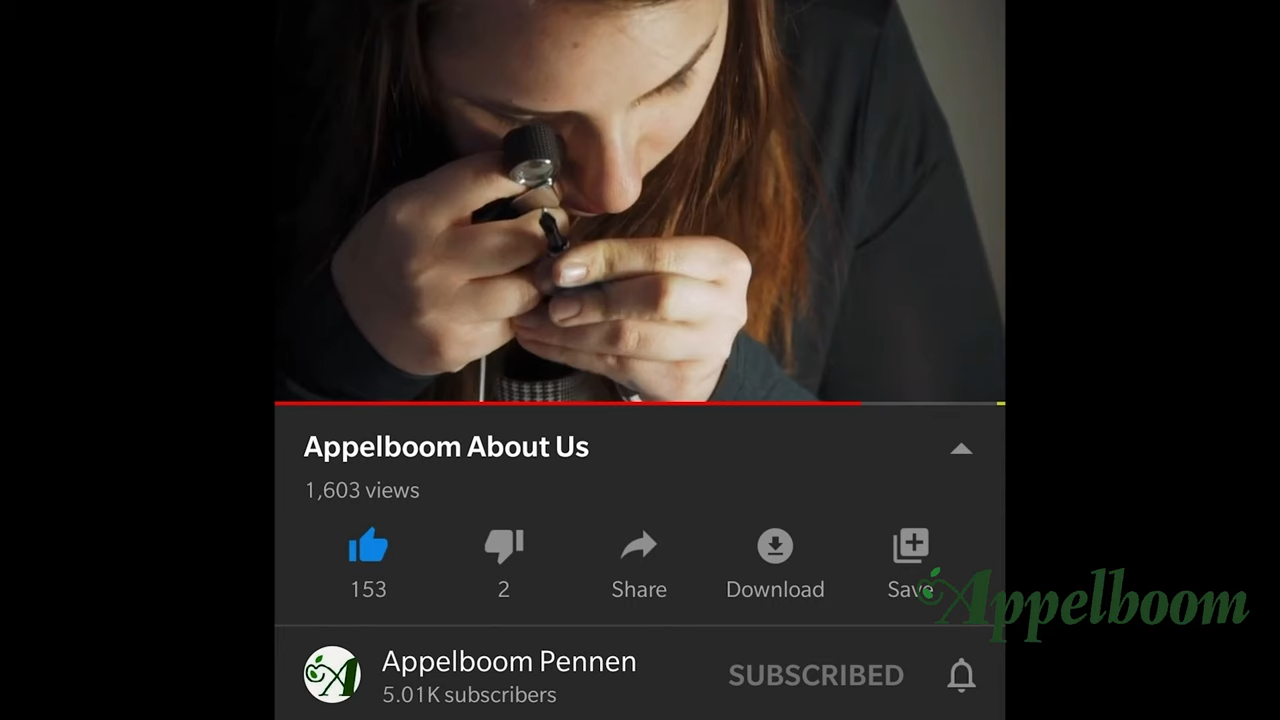 Appelboom About Us
1,603 views
153
2
Share
Download
Save
Appelboom
Appelboom Pennen
5.01K subscribers
SUBSCRIBED